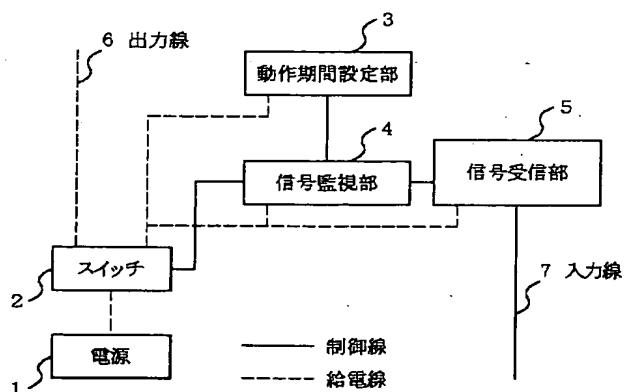 3
6 出力線
動作期間設定部
4
5
信号監視部
信号受信部
スイッチ
2
7 入力線
電源
1
制御線
給電線